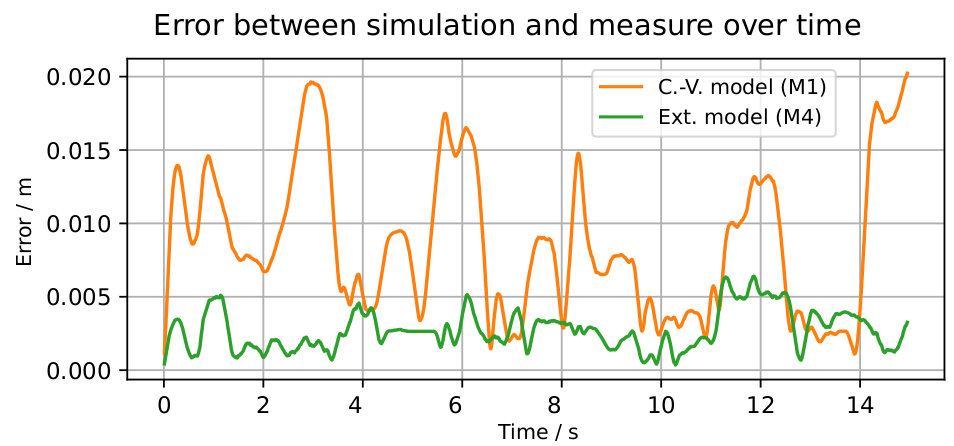 Error between simulation and measure over time
C.-V. model (M1)
Ext. model (M4)
Error / m
0.020
0.015
0.010
0.005
0.000
0 2 4 6 8 10 12 14
Time / s